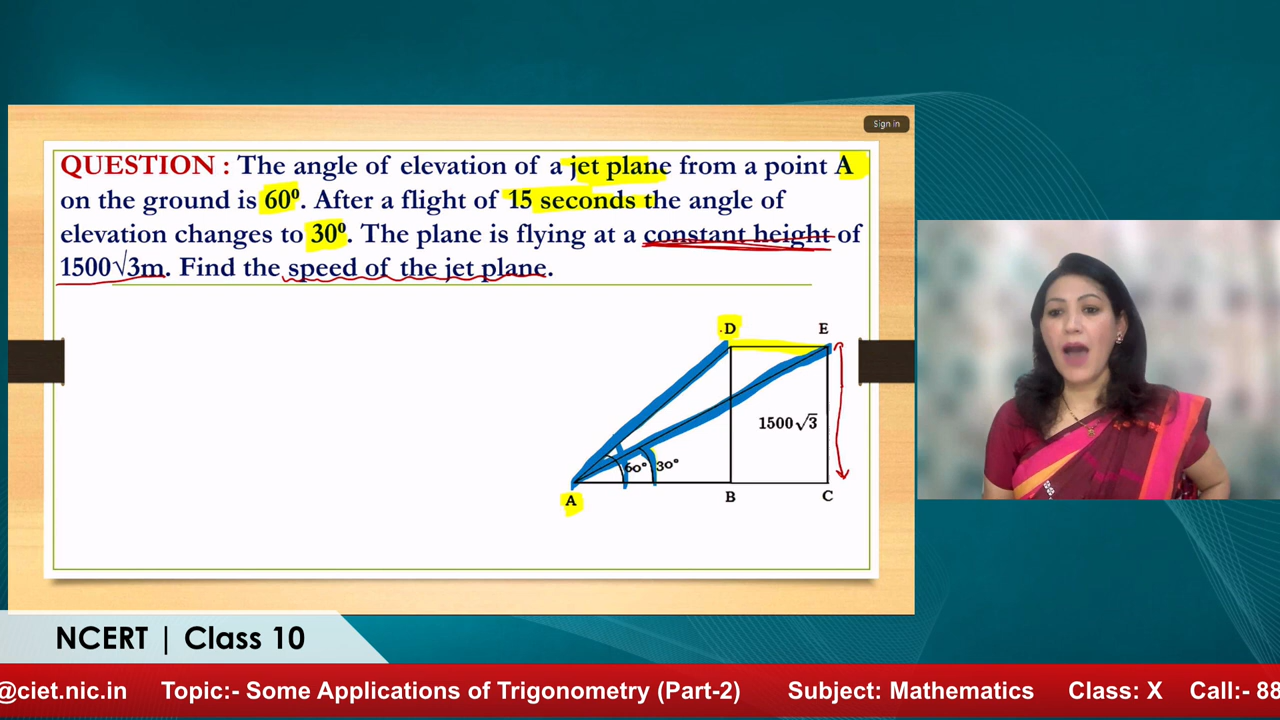 Sign in
QUESTION : The angle of elevation of a jet plane from a point A
on the ground is 60⁰. After a flight of 15 seconds the angle of
elevation changes to 30⁰. The plane is flying at a constant height of
1500√3m. Find the speed of the jet plane.
D E
1500√3
60° 30°
A B C
NCERT | Class 10
@ciet.nic.in Topic:- Some Applications of Trigonometry (Part-2) Subject: Mathematics Class: X Call:- 88